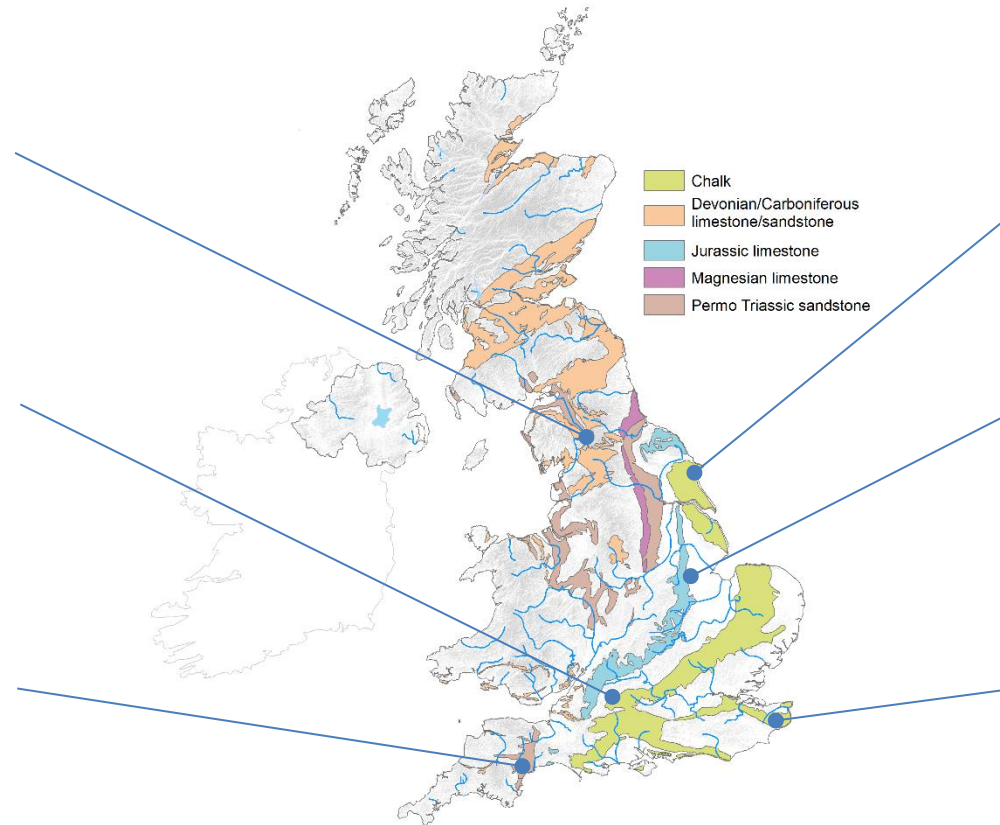 Chalk
Devonian/Carboniferous
limestone/sandstone
Jurassic limestone
Magnesian limestone
Permo Triassic sandstone